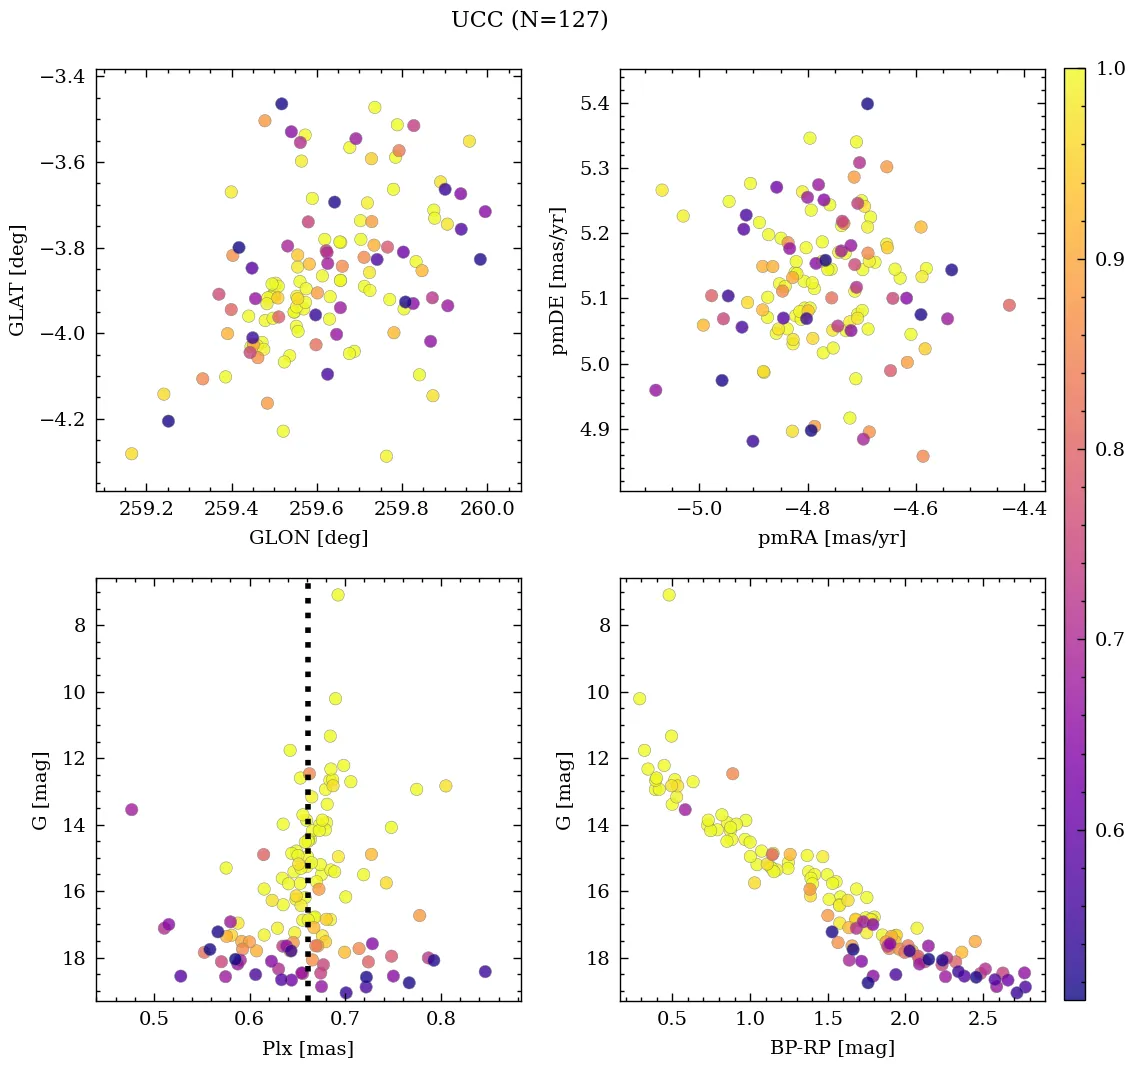 UCC (N=127)
−3.4
−3.6
−3.8
−4.0
−4.2
GLAT [deg]
259.2 259.4 259.6 259.8 260.0
GLON [deg]
5.4
5.3
5.2
5.1
5.0
4.9
pmDE [mas/yr]
−5.0 −4.8 −4.6 −4.4
pmRA [mas/yr]
8
10
12
14
16
18
G [mag]
0.5 0.6 0.7 0.8
Plx [mas]
8
10
12
14
16
18
G [mag]
0.5 1.0 1.5 2.0 2.5
BP-RP [mag]
1.0
0.9
0.8
0.7
0.6